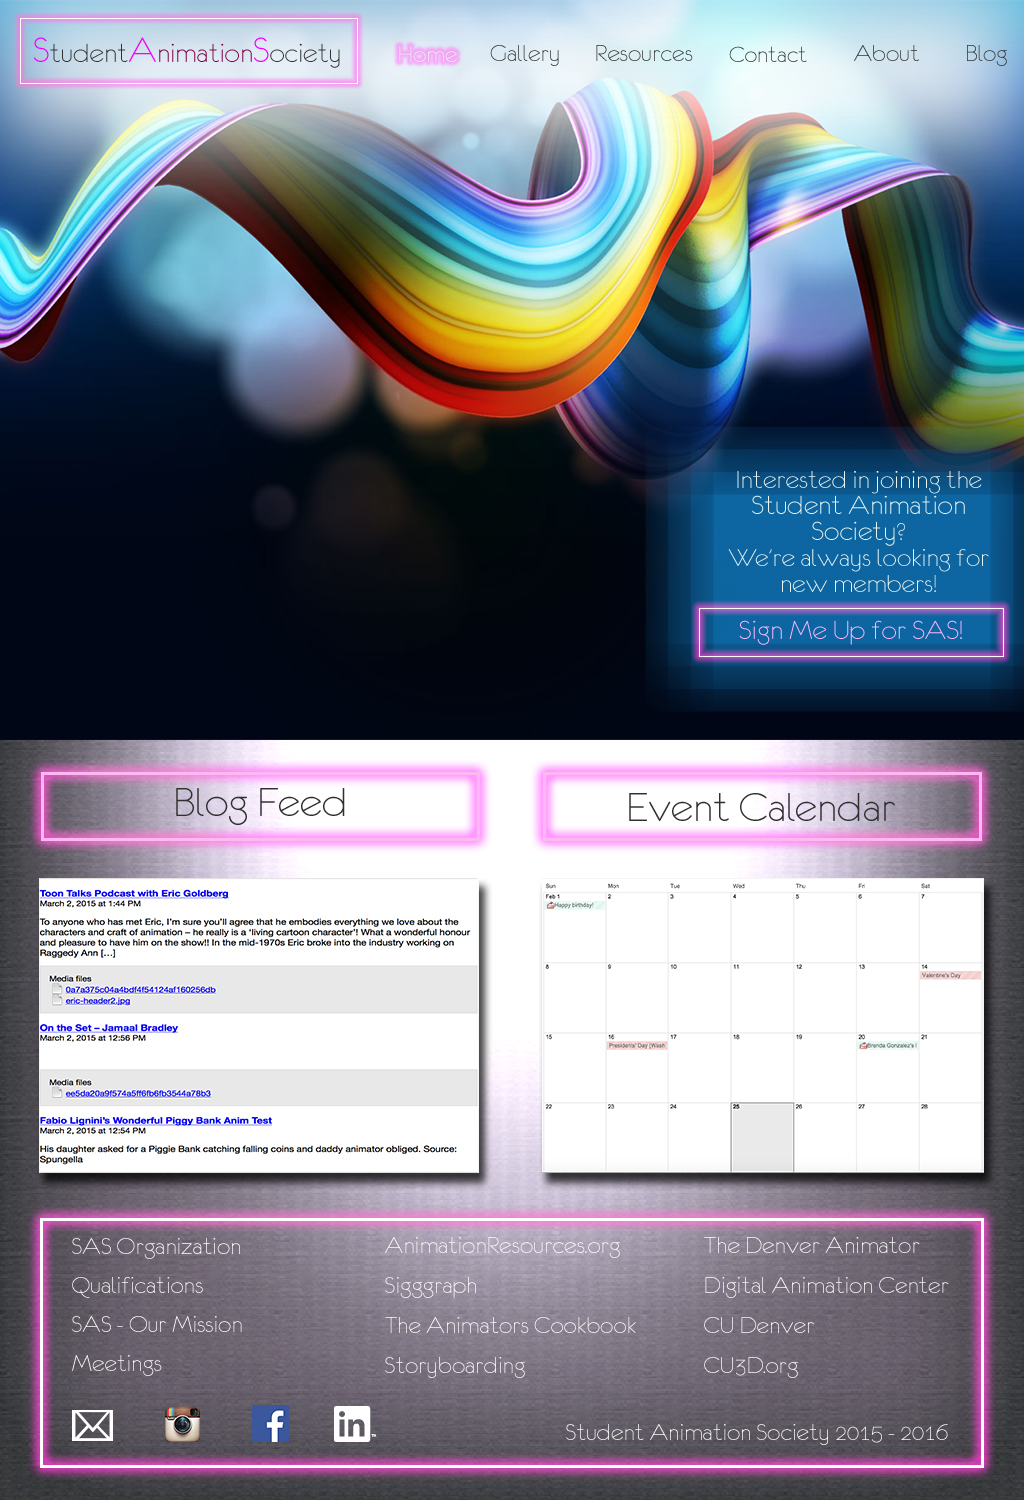 StudentAnimationSociety
Home
Gallery
Resources
Contact
About
Blog
Interested in joining the
Student Animation
Society?
We're always looking for
new members!
Sign Me Up for SAS!
Blog Feed
Event Calendar
Toon Talks Podcast with Eric Goldberg
March 2, 2015 at 1:44 PM
To anyone who has met Eric, I'm sure you'll agree that he embodies everything we love about the
characters and craft of animation – he really is a 'living cartoon character'! What a wonderful honour
and pleasure to have him on the show!! In the mid-1970s Eric broke into the industry working on
Raggedy Ann [...]
Media files
0a7a375c04a4bdf4f54124af160256db
eric-header2.jpg
On the Set – Jamaal Bradley
March 2, 2015 at 12:56 PM
Media files
ee5da20a9f574a5ff6fb6fb3544a78b3
Fabio Lignini's Wonderful Piggy Bank Anim Test
March 2, 2015 at 12:54 PM
His daughter asked for a Piggie Bank catching falling coins and daddy animator obliged. Source:
Spungella
Sun Mon Tue Wed Thu Fri Sat
Feb 1 2 3 4 5 6 7
Happy birthday!
8 9 10 11 12 13 14
Valentine's Day
15 16 17 18 19 20 21
Presidents' Day [Wash
Brenda Gonzalez's
22 23 24 25 26 27 28
SAS Organization
Qualifications
SAS - Our Mission
Meetings
AnimationResources.org
Sigggraph
The Animators Cookbook
Storyboarding
The Denver Animator
Digital Animation Center
CU Denver
CU3D.org
in
Student Animation Society 2015 - 2016